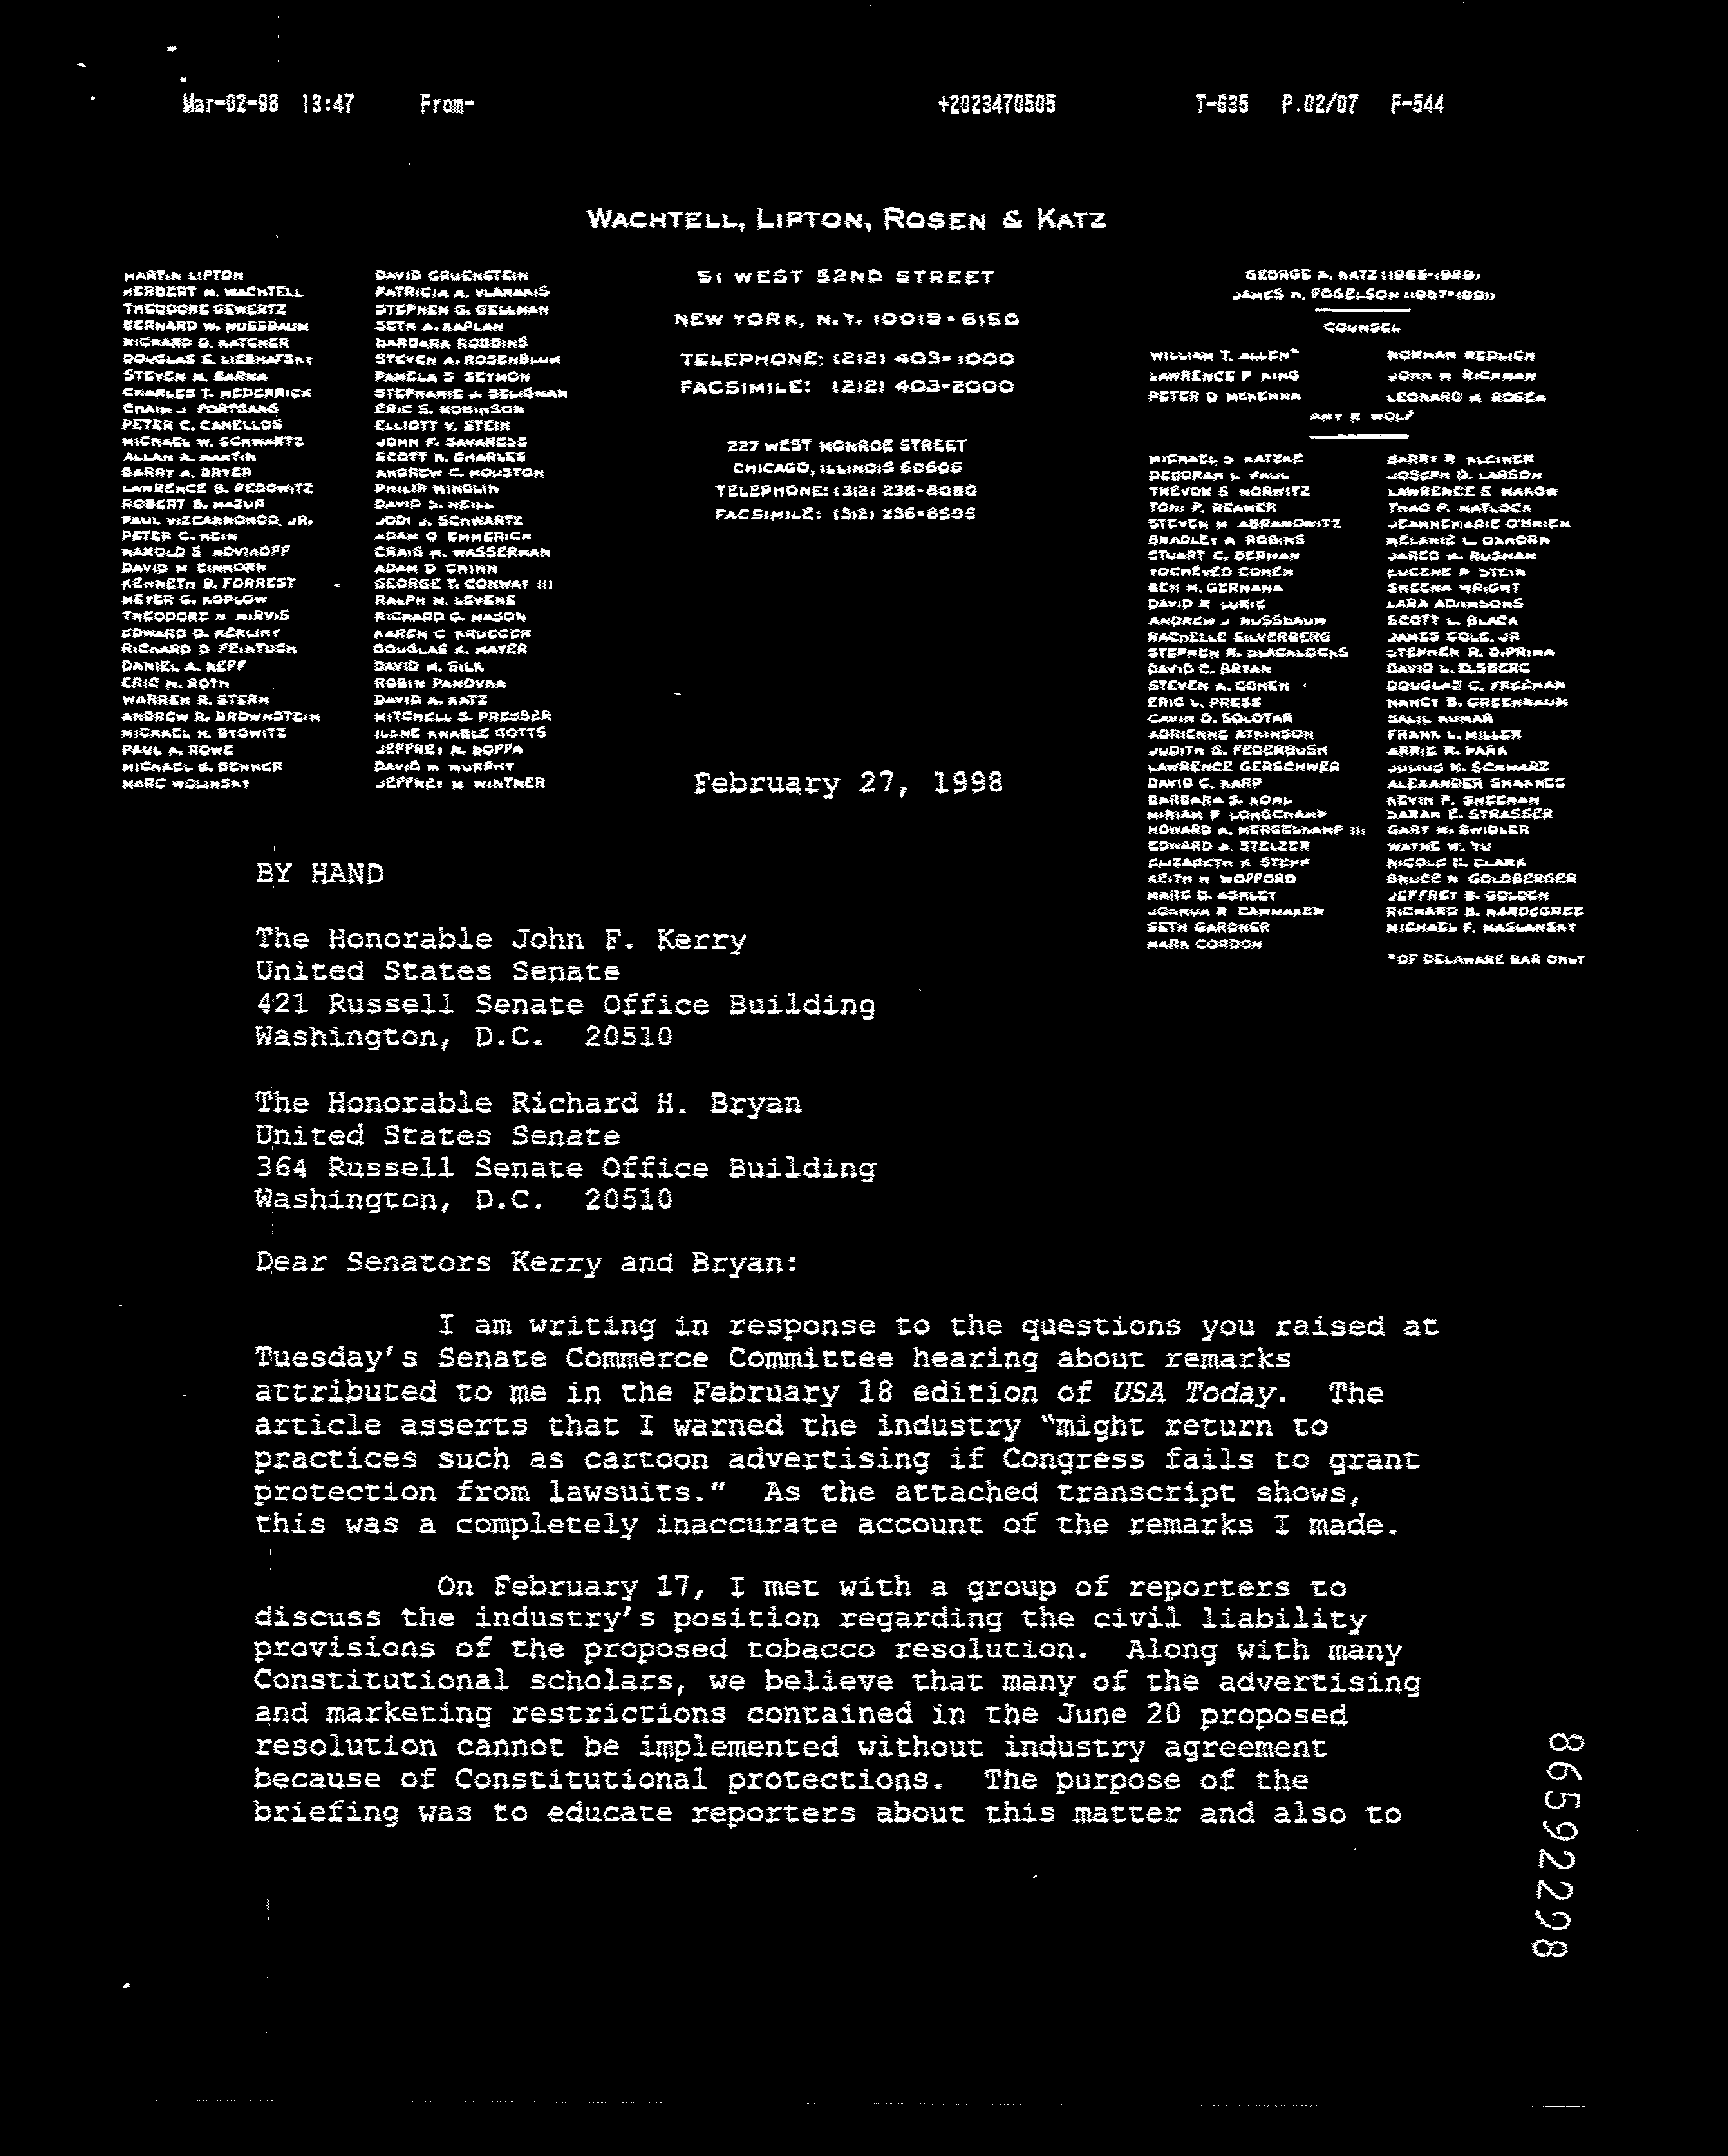 Mar-02-98 13:47 From- +2023470505 T-635 P.02/07 F-544
WACHTELL, LIPTON, ROSEN & KATZ
MARTIN LIPTON
HERBERT M. WACHTELL
THEODORE GEWERTZ
BERNARD W. NUSSBAUM
RICHARD D. KATCHER
DOUGLAS S. LIEBHAFSKY
STEVEN M. BARNA
CHARLES T. HEDERRICK
CRAIG J. FORTGANG
PETER C. CANELLOS
MICHAEL W. SCHWARTZ
ALLAN A. MARTIN
BARRY A. BRYER
LAWRENCE B. PEDOWITZ
ROBERT B. MAZUR
PAUL VIZCARRONDO, JR.
PETER C. HEIN
HAROLD S. NOVIKOFF
DAVID M. EINHORN
KENNETH B. FORREST
MEYER G. KOPLOW
THEODORE N. MIRVIS
EDWARD D. HERLIHY
RICHARD D. FEINTUCH
DANIEL A. NEFF
ERIC M. ROTH
WARREN R. STERN
ANDREW R. BROWNSTEIN
MICHAEL H. BYOWITZ
PAUL K. ROWE
MICHAEL B. BENNER
MARC WOLINSKY
DAVID GRUENSTEIN
PATRICIA A. VLAHAKIS
STEPHEN G. GELLMAN
SETH A. KAPLAN
BARBARA ROBBINS
STEVEN A. ROSENBLUM
PAMELA S. SEYMON
STEPHANIE J. SELIGMAN
ERIC S. ROBINSON
ELLIOTT V. STEIN
JOHN F. SAVARESE
SCOTT K. CHARLES
ANDREW C. HOUSTON
PHILIP MINDLIN
DAVID S. NEILL
JODI J. SCHWARTZ
ADAM O. EMMERICH
CRAIG M. WASSERMAN
ADAM D. CHINN
GEORGE T. CONWAY III
RALPH M. LEVENE
RICHARD G. MASON
KAREN G. KRUEGER
DOUGLAS K. MAYER
DAVID M. SILK
ROBIN PANOVKA
DAVID A. KATZ
MITCHELL S. PRESSER
ILENE KNABLE GOTTS
JEFFREY R. BOFFA
DAVID M. MURPHY
JEFFREY M. WINTNER
51 WEST 52ND STREET
NEW YORK, N.Y. 10019-6150
TELEPHONE: (212) 403-1000
FACSIMILE: (212) 403-2000
227 WEST MONROE STREET
CHICAGO, ILLINOIS 60606
TELEPHONE: (312) 236-8080
FACSIMILE: (312) 236-8595
GEORGE A. KATZ (1965-1989)
JAMES H. FOGELSON (1967-1991)
COUNSEL
WILLIAM T. ALLEN*
LAWRENCE P. KING
PETER D. MCKENNA
NORMAN REDLICH
JOHN M. RICHMAN
LEONARD M. ROSEN
AMY R. WOLF
MICHAEL S. KATZKE
DEBORAH L. PAUL
TREVOR S. NORWITZ
TONI P. REAMER
STEVEN M. ABRAMOWITZ
BRADLEY A. ROBINS
STUART C. BERMAN
YOCHEVED COHEN
BEN M. GERMANA
DAVID E. LURIE
ANDREW J. NUSSBAUM
RACHELLE SILVERBERG
STEPHEN R. BLACKLOCKS
DAVID C. BRYAN
STEVEN A. COHEN
ERIC L. PRESS
GAVIN D. SOLOTAR
ADRIENNE ATKINSON
JUDITH G. FEDERBUSH
LAWRENCE GERSCHWER
DAVID C. KARP
BARBARA S. KOHL
MIRIAM P. LONGCHAMP
HOWARD A. MERGELKAMP III
EDWARD A. STELZER
ELIZABETH A. STEPP
KEITH M. WOFFORD
MARC D. ASHLEY
JOSHUA R. CAMMAKER
SETH GARDNER
MARK GORDON
BARRY R. KLEINER
JOSEPH D. LARSON
LAWRENCE S. MAKOW
THAD P. MATLOCK
JEANNEMARIE O'BRIEN
MELANIE L. OXHORN
JARED M. RUSMAN
EUGENE P. STEIN
SHEENA WRIGHT
LARA ADAMSONS
SCOTT L. BLACK
JAMES COLE, JR.
STEPHEN R. DIPRIMA
DAVID L. ELSBERG
DOUGLAS C. FREEMAN
NANCY B. GREENBAUM
SALIL KUMAR
FRANK L. MILLER
ARRIE R. PARK
JULIUS M. SCHWARZ
ALEXANDER SHAKNES
KEVIN P. SHEEHAN
SARAH E. STRASSER
GARY M. SWIDLER
WAYNE W. YU
NICOLE E. CLARK
BRUCE N. GOLDBERGER
JEFFREY B. GOLDEN
RICHARD B. HARDEGREE
MICHAEL F. MASLANSKY
*OF DELAWARE BAR ONLY
February 27, 1998
BY HAND
The Honorable John F. Kerry
United States Senate
421 Russell Senate Office Building
Washington, D.C. 20510
The Honorable Richard H. Bryan
United States Senate
364 Russell Senate Office Building
Washington, D.C. 20510
Dear Senators Kerry and Bryan:
I am writing in response to the questions you raised at
Tuesday's Senate Commerce Committee hearing about remarks
attributed to me in the February 18 edition of USA Today. The
article asserts that I warned the industry "might return to
practices such as cartoon advertising if Congress fails to grant
protection from lawsuits." As the attached transcript shows,
this was a completely inaccurate account of the remarks I made.
On February 17, I met with a group of reporters to
discuss the industry's position regarding the civil liability
provisions of the proposed tobacco resolution. Along with many
Constitutional scholars, we believe that many of the advertising
and marketing restrictions contained in the June 20 proposed
resolution cannot be implemented without industry agreement
because of Constitutional protections. The purpose of the
briefing was to educate reporters about this matter and also to
86592298